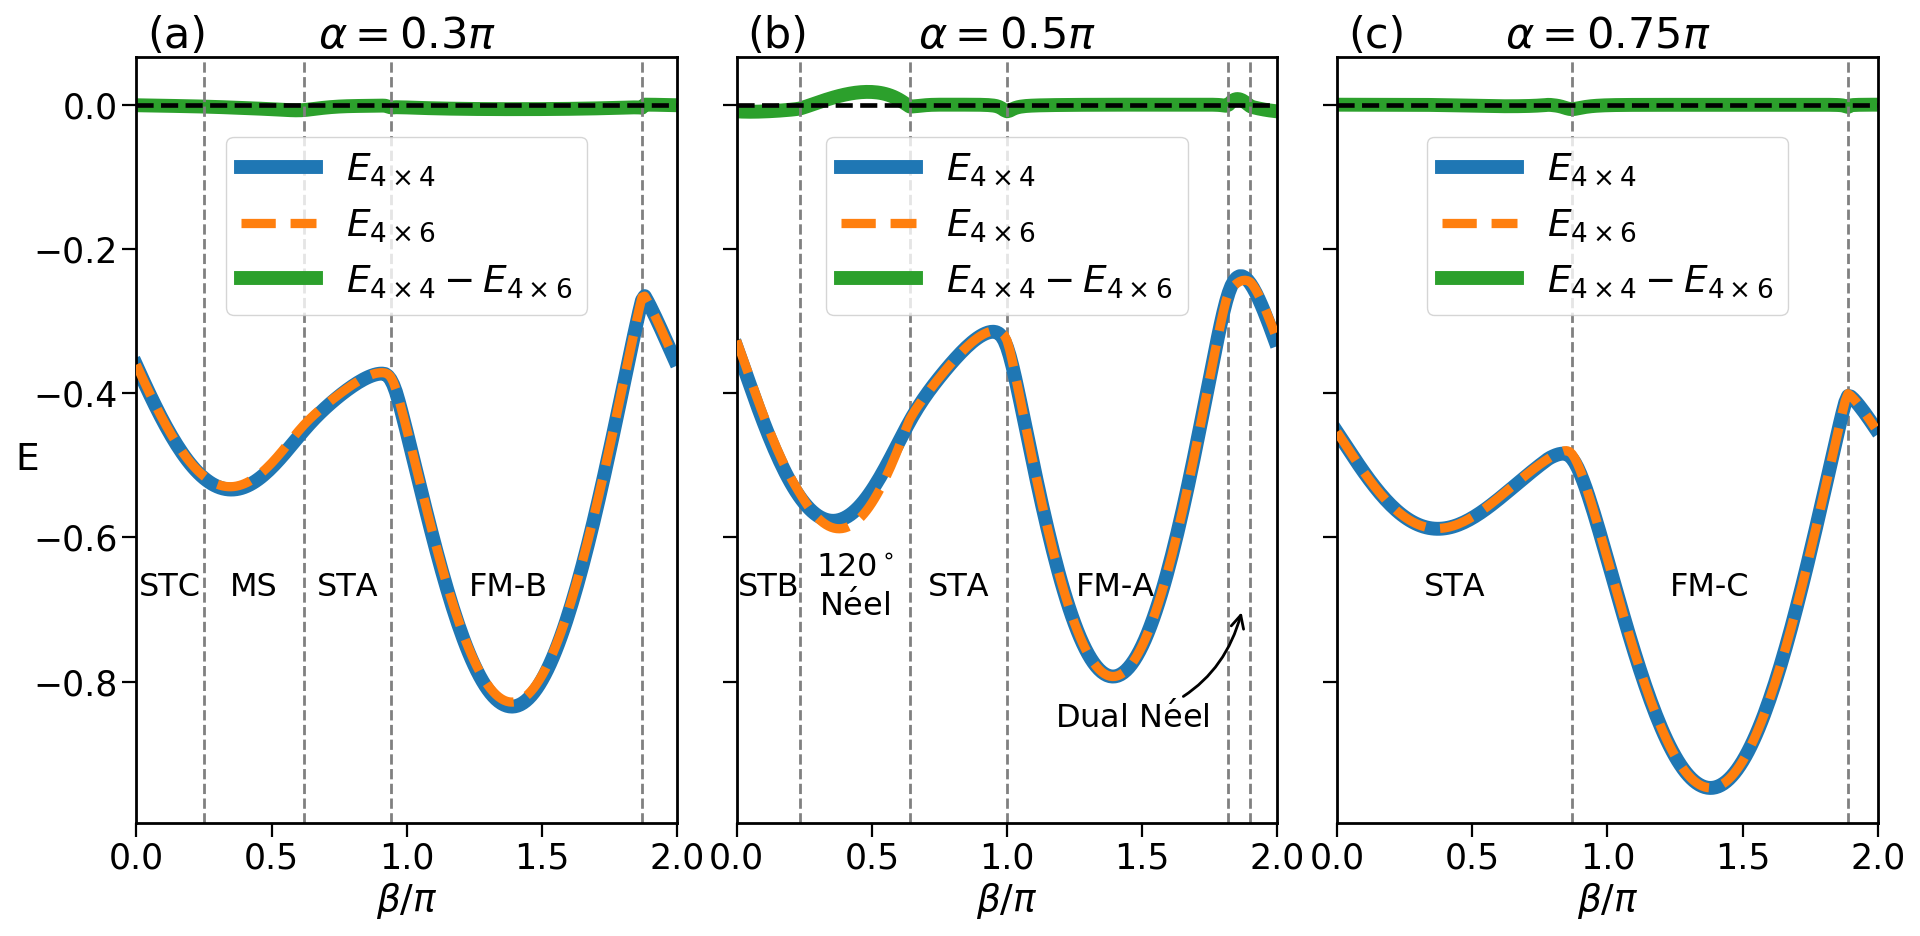 (a) α = 0.3π
(b) α = 0.5π
(c) α = 0.75π
0.0
−0.2
−0.4
−0.6
−0.8
E
E4×4
E4×6
E4×4 − E4×6
E4×4
E4×6
E4×4 − E4×6
E4×4
E4×6
E4×4 − E4×6
STC MS STA FM-B
STB 120° STA FM-A
Néel
Dual Néel
STA FM-C
0.0 0.5 1.0 1.5 2.0
0.0 0.5 1.0 1.5 2.0
0.0 0.5 1.0 1.5 2.0
β/π
β/π
β/π